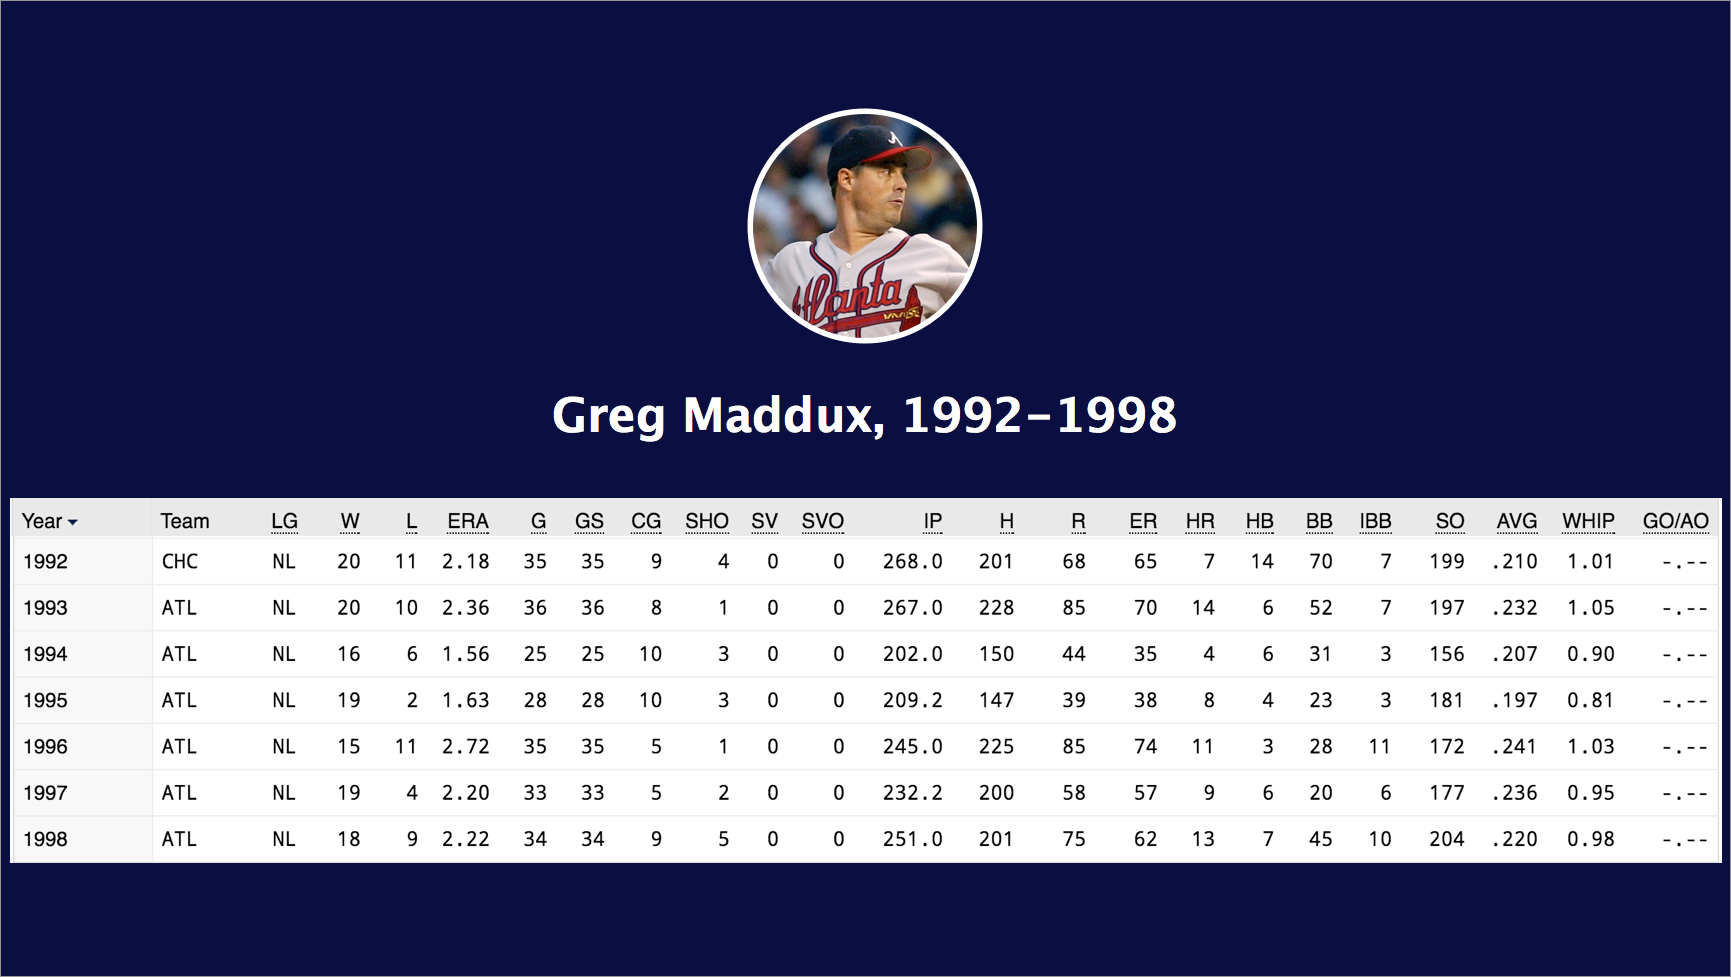 Atlanta
Greg Maddux, 1992–1998
Year Team LG W L ERA G GS CG SHO SV SVO IP H R ER HR HB BB IBB SO AVG WHIP GO/AO
1992 CHC NL 20 11 2.18 35 35 9 4 0 0 268.0 201 68 65 7 14 70 7 199 .210 1.01 -.--
1993 ATL NL 20 10 2.36 36 36 8 1 0 0 267.0 228 85 70 14 6 52 7 197 .232 1.05 -.--
1994 ATL NL 16 6 1.56 25 25 10 3 0 0 202.0 150 44 35 4 6 31 3 156 .207 0.90 -.--
1995 ATL NL 19 2 1.63 28 28 10 3 0 0 209.2 147 39 38 8 4 23 3 181 .197 0.81 -.--
1996 ATL NL 15 11 2.72 35 35 5 1 0 0 245.0 225 85 74 11 3 28 11 172 .241 1.03 -.--
1997 ATL NL 19 4 2.20 33 33 5 2 0 0 232.2 200 58 57 9 6 20 6 177 .236 0.95 -.--
1998 ATL NL 18 9 2.22 34 34 9 5 0 0 251.0 201 75 62 13 7 45 10 204 .220 0.98 -.--